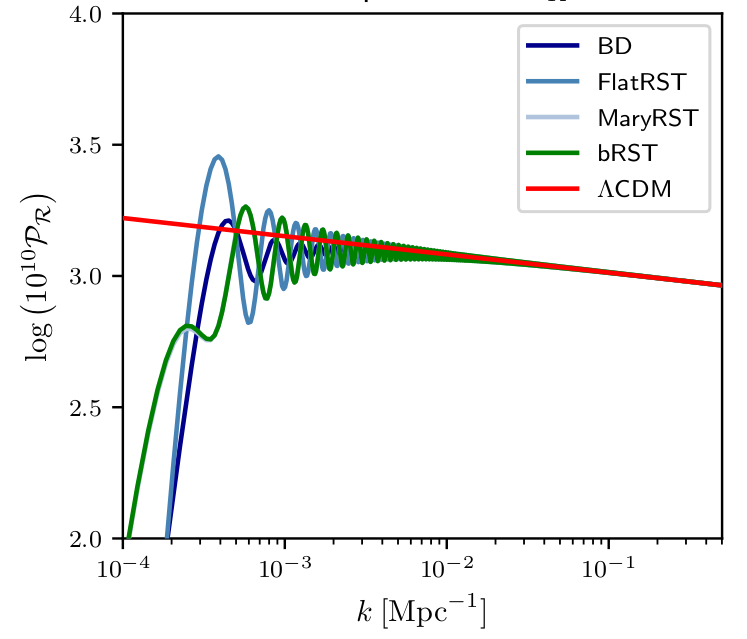 4.0
3.5
3.0
2.5
2.0
log (10¹⁰𝒫_ℛ)
BD
FlatRST
MaryRST
bRST
ΛCDM
10⁻⁴ 10⁻³ 10⁻² 10⁻¹
k [Mpc⁻¹]